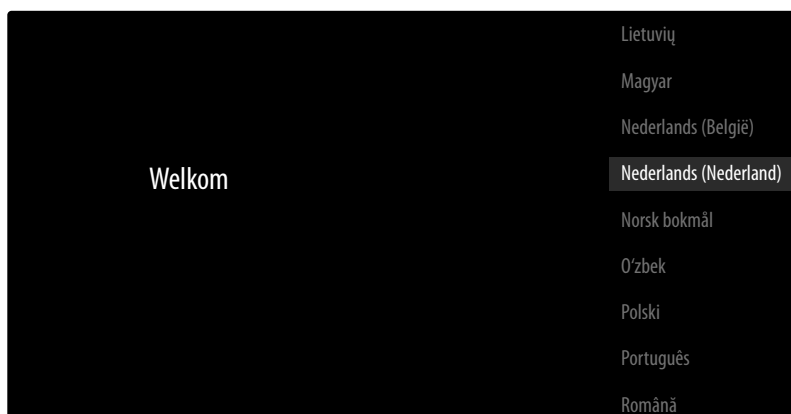 Welkom
Lietuvių
Magyar
Nederlands (België)
Nederlands (Nederland)
Norsk bokmål
O‘zbek
Polski
Português
Română